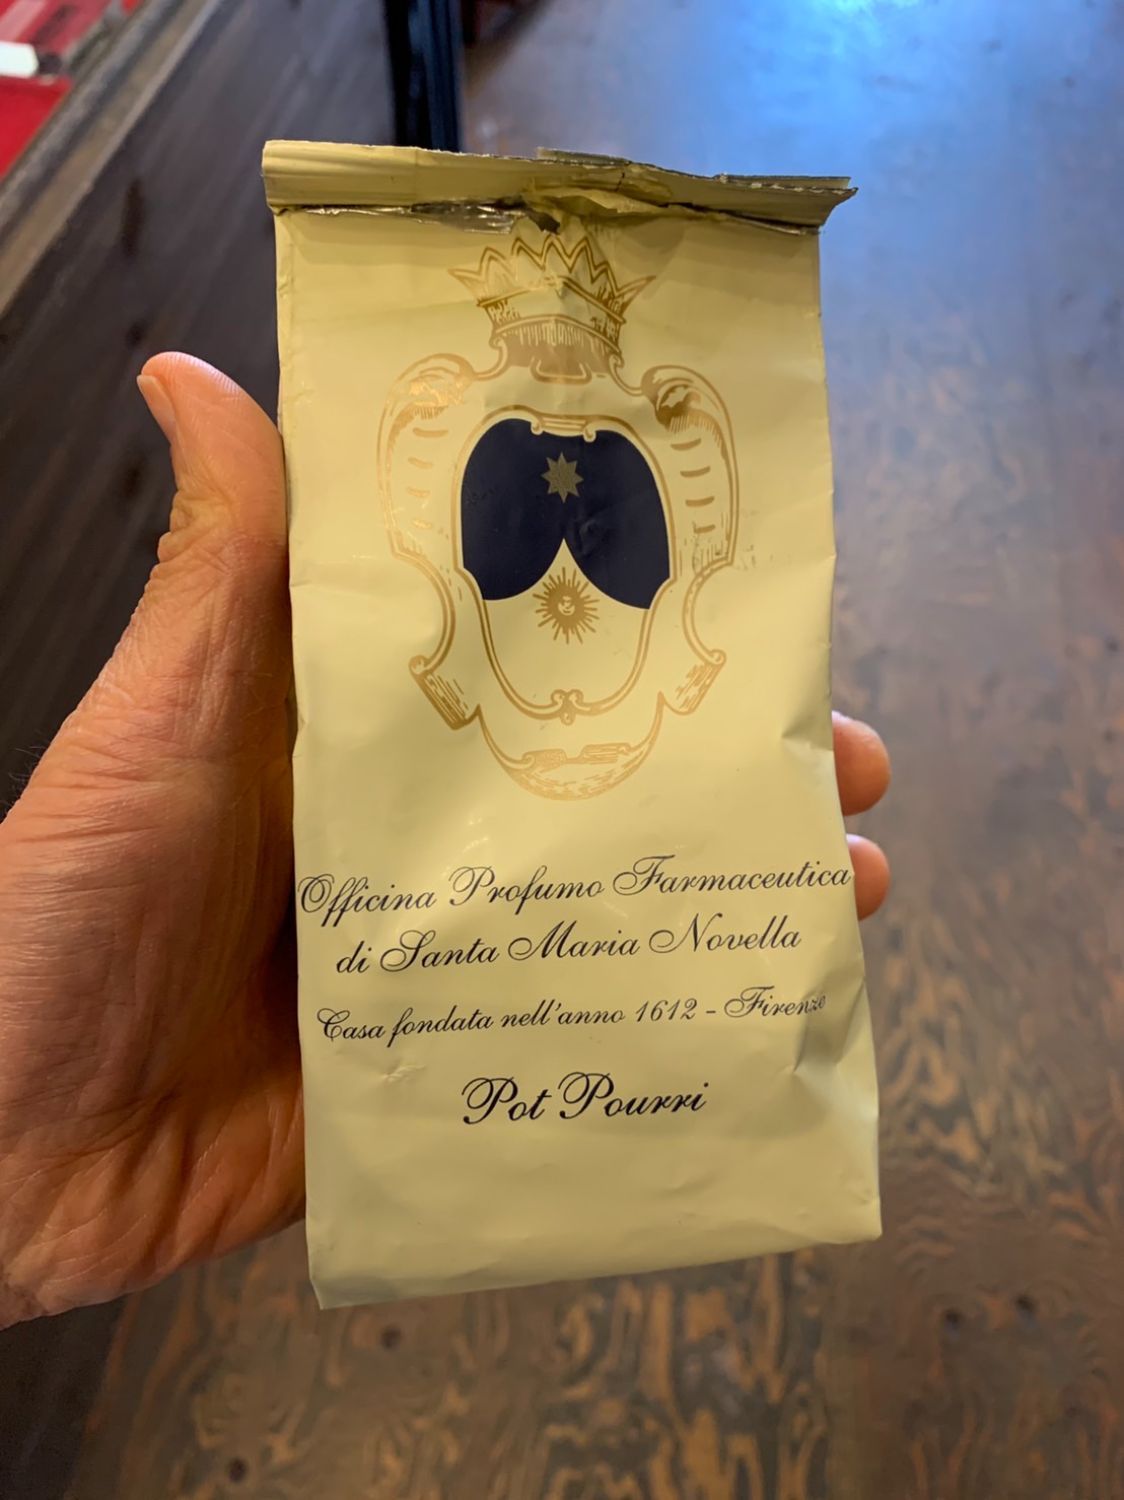 Officina Profumo Farmaceutica
di Santa Maria Novella
Casa fondata nell'anno 1612 - Firenze
Pot Pourri